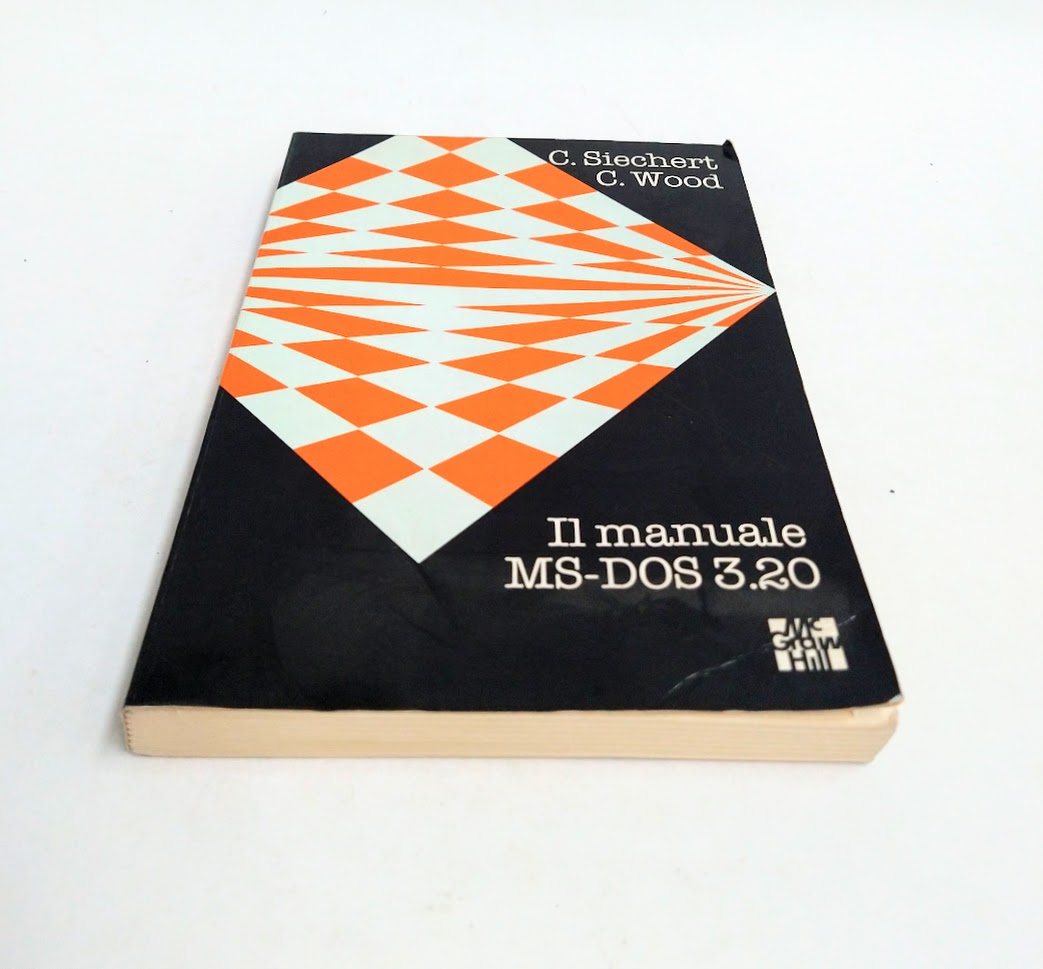 C. Siechert
C. Wood
Il manuale
MS-DOS 3.20
Mc
Graw
Hill